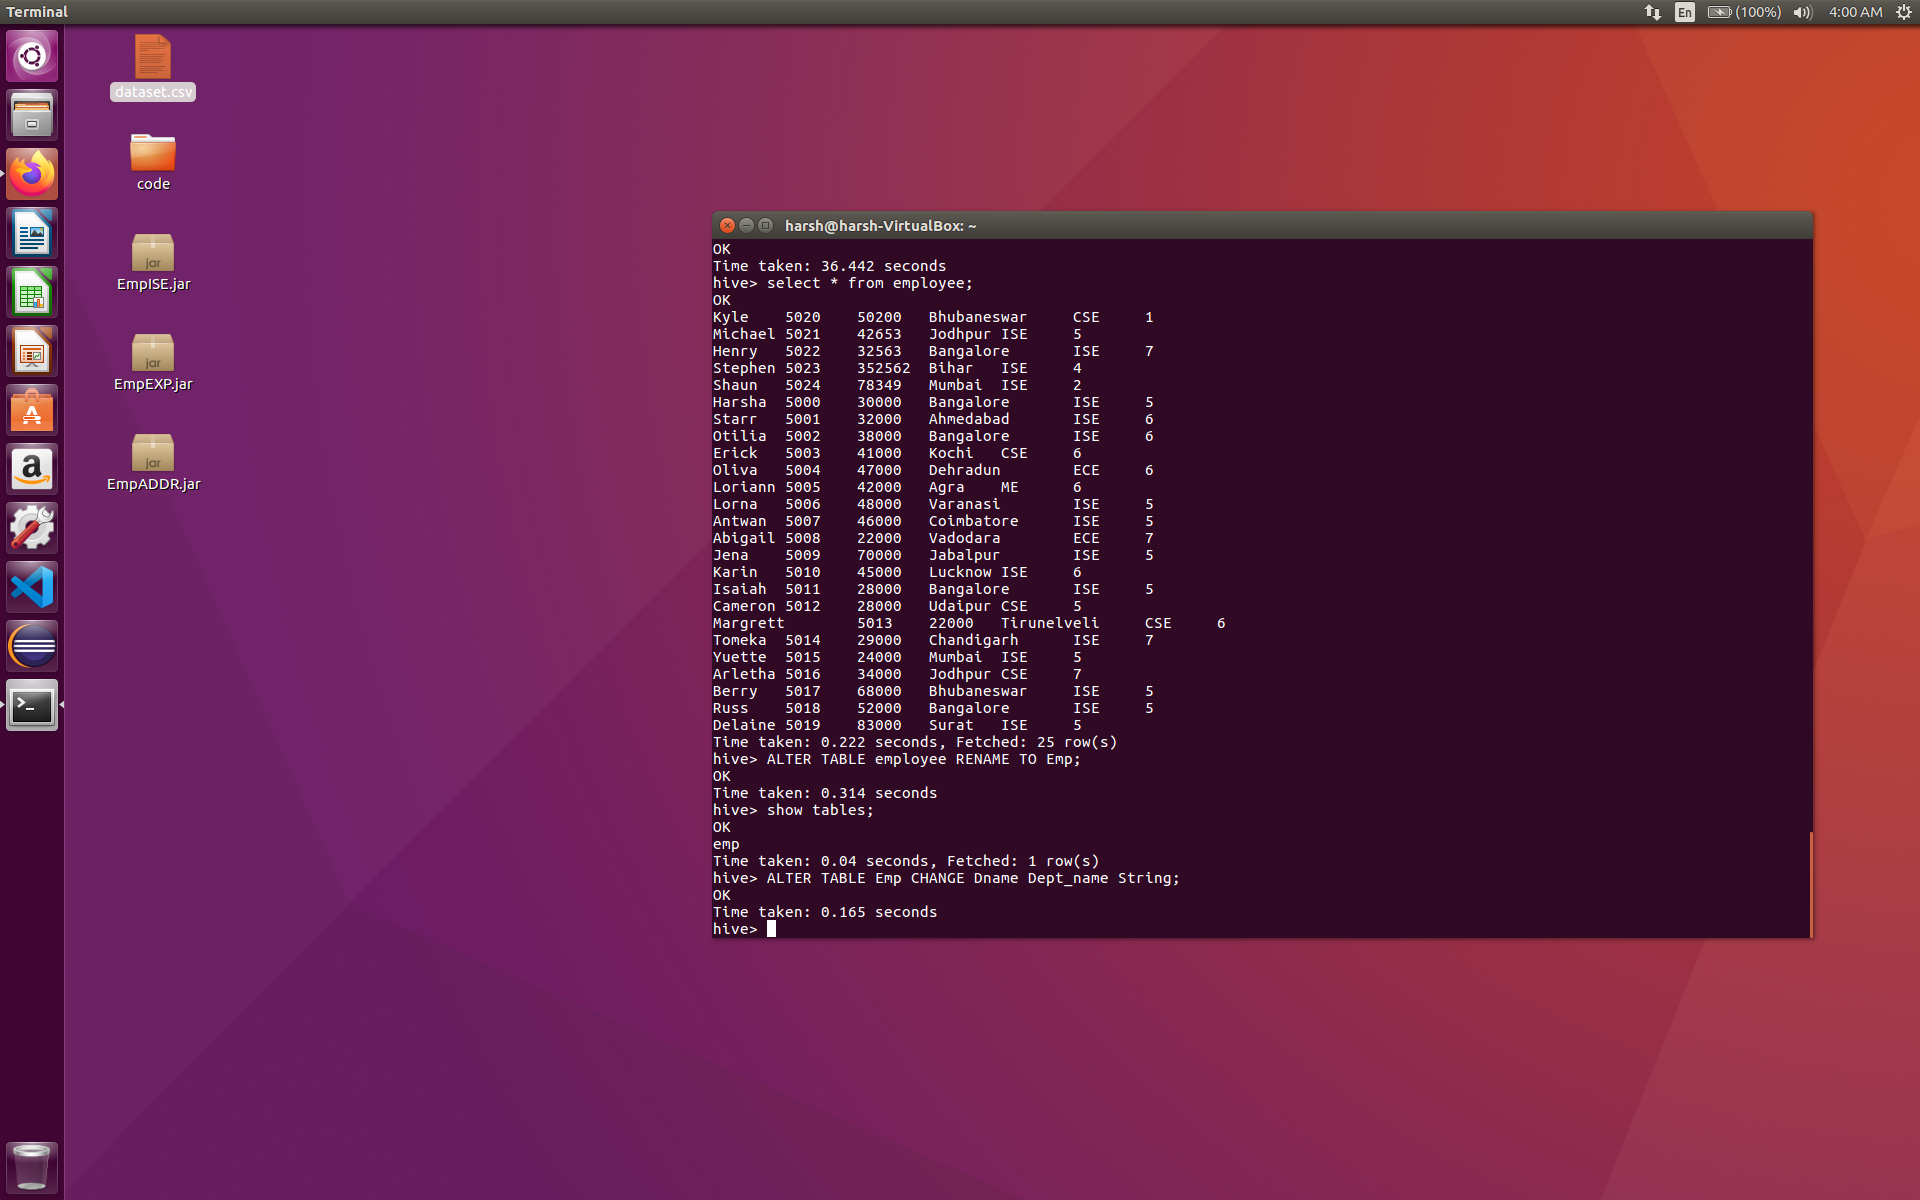 Terminal
En (100%) 4:00 AM
dataset.csv
code
jar
EmpISE.jar
jar
EmpEXP.jar
jar
EmpADDR.jar
harsh@harsh-VirtualBox: ~
OK
Time taken: 36.442 seconds
hive> select * from employee;
OK
Kyle 5020 50200 Bhubaneswar CSE 1
Michael 5021 42653 Jodhpur ISE 5
Henry 5022 32563 Bangalore ISE 7
Stephen 5023 352562 Bihar ISE 4
Shaun 5024 78349 Mumbai ISE 2
Harsha 5000 30000 Bangalore ISE 5
Starr 5001 32000 Ahmedabad ISE 6
Otilia 5002 38000 Bangalore ISE 6
Erick 5003 41000 Kochi CSE 6
Oliva 5004 47000 Dehradun ECE 6
Loriann 5005 42000 Agra ME 6
Lorna 5006 48000 Varanasi ISE 5
Antwan 5007 46000 Coimbatore ISE 5
Abigail 5008 22000 Vadodara ECE 7
Jena 5009 70000 Jabalpur ISE 5
Karin 5010 45000 Lucknow ISE 6
Isaiah 5011 28000 Bangalore ISE 5
Cameron 5012 28000 Udaipur CSE 5
Margrett 5013 22000 Tirunelveli CSE 6
Tomeka 5014 29000 Chandigarh ISE 7
Yuette 5015 24000 Mumbai ISE 5
Arletha 5016 34000 Jodhpur CSE 7
Berry 5017 68000 Bhubaneswar ISE 5
Russ 5018 52000 Bangalore ISE 5
Delaine 5019 83000 Surat ISE 5
Time taken: 0.222 seconds, Fetched: 25 row(s)
hive> ALTER TABLE employee RENAME TO Emp;
OK
Time taken: 0.314 seconds
hive> show tables;
OK
emp
Time taken: 0.04 seconds, Fetched: 1 row(s)
hive> ALTER TABLE Emp CHANGE Dname Dept_name String;
OK
Time taken: 0.165 seconds
hive>